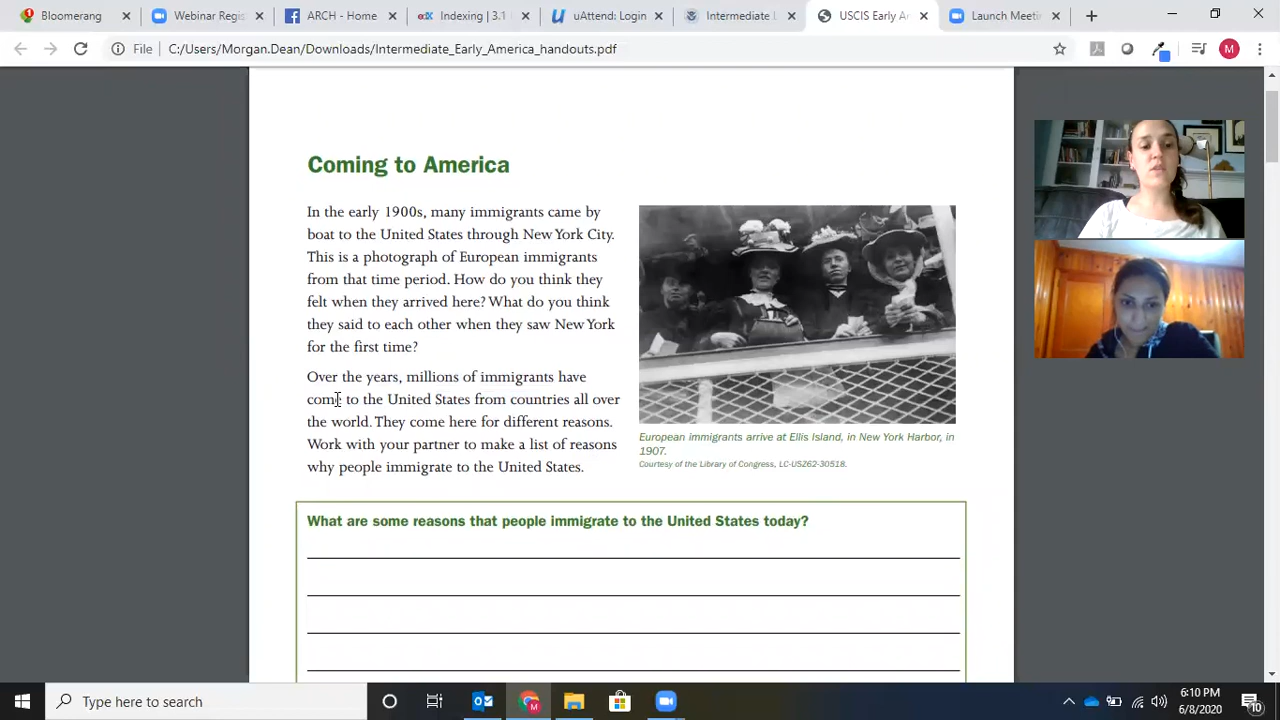 Bloomerang
Webinar Regis
ARCH - Home
Indexing | 3.1
uAttend: Login
Intermediate L
USCIS Early A
Launch Meeti
File
C:/Users/Morgan.Dean/Downloads/Intermediate_Early_America_handouts.pdf
M
Coming to America
In the early 1900s, many immigrants came by
boat to the United States through New York City.
This is a photograph of European immigrants
from that time period. How do you think they
felt when they arrived here? What do you think
they said to each other when they saw New York
for the first time?
Over the years, millions of immigrants have
come to the United States from countries all over
the world. They come here for different reasons.
Work with your partner to make a list of reasons
why people immigrate to the United States.
European immigrants arrive at Ellis Island, in New York Harbor, in
1907.
Courtesy of the Library of Congress, LC-USZ62-30518.
What are some reasons that people immigrate to the United States today?
Type here to search
6:10 PM
6/8/2020
10